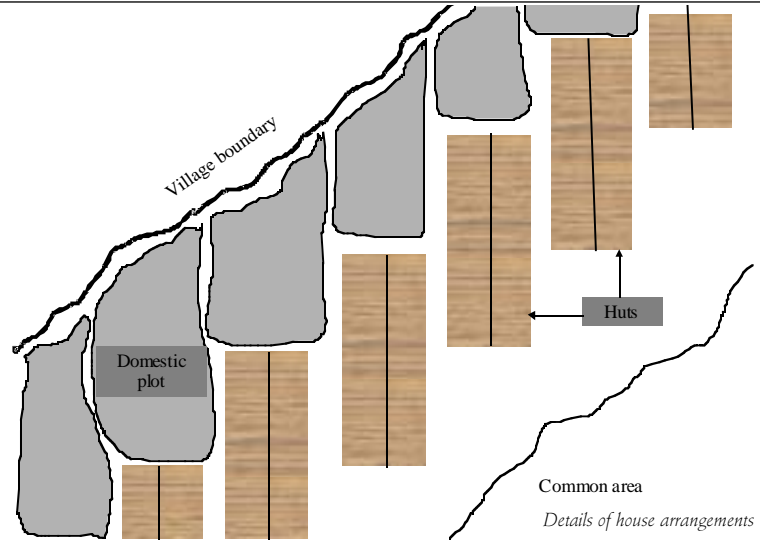 Village boundary
Huts
Domestic
plot
Common area
Details of house arrangements